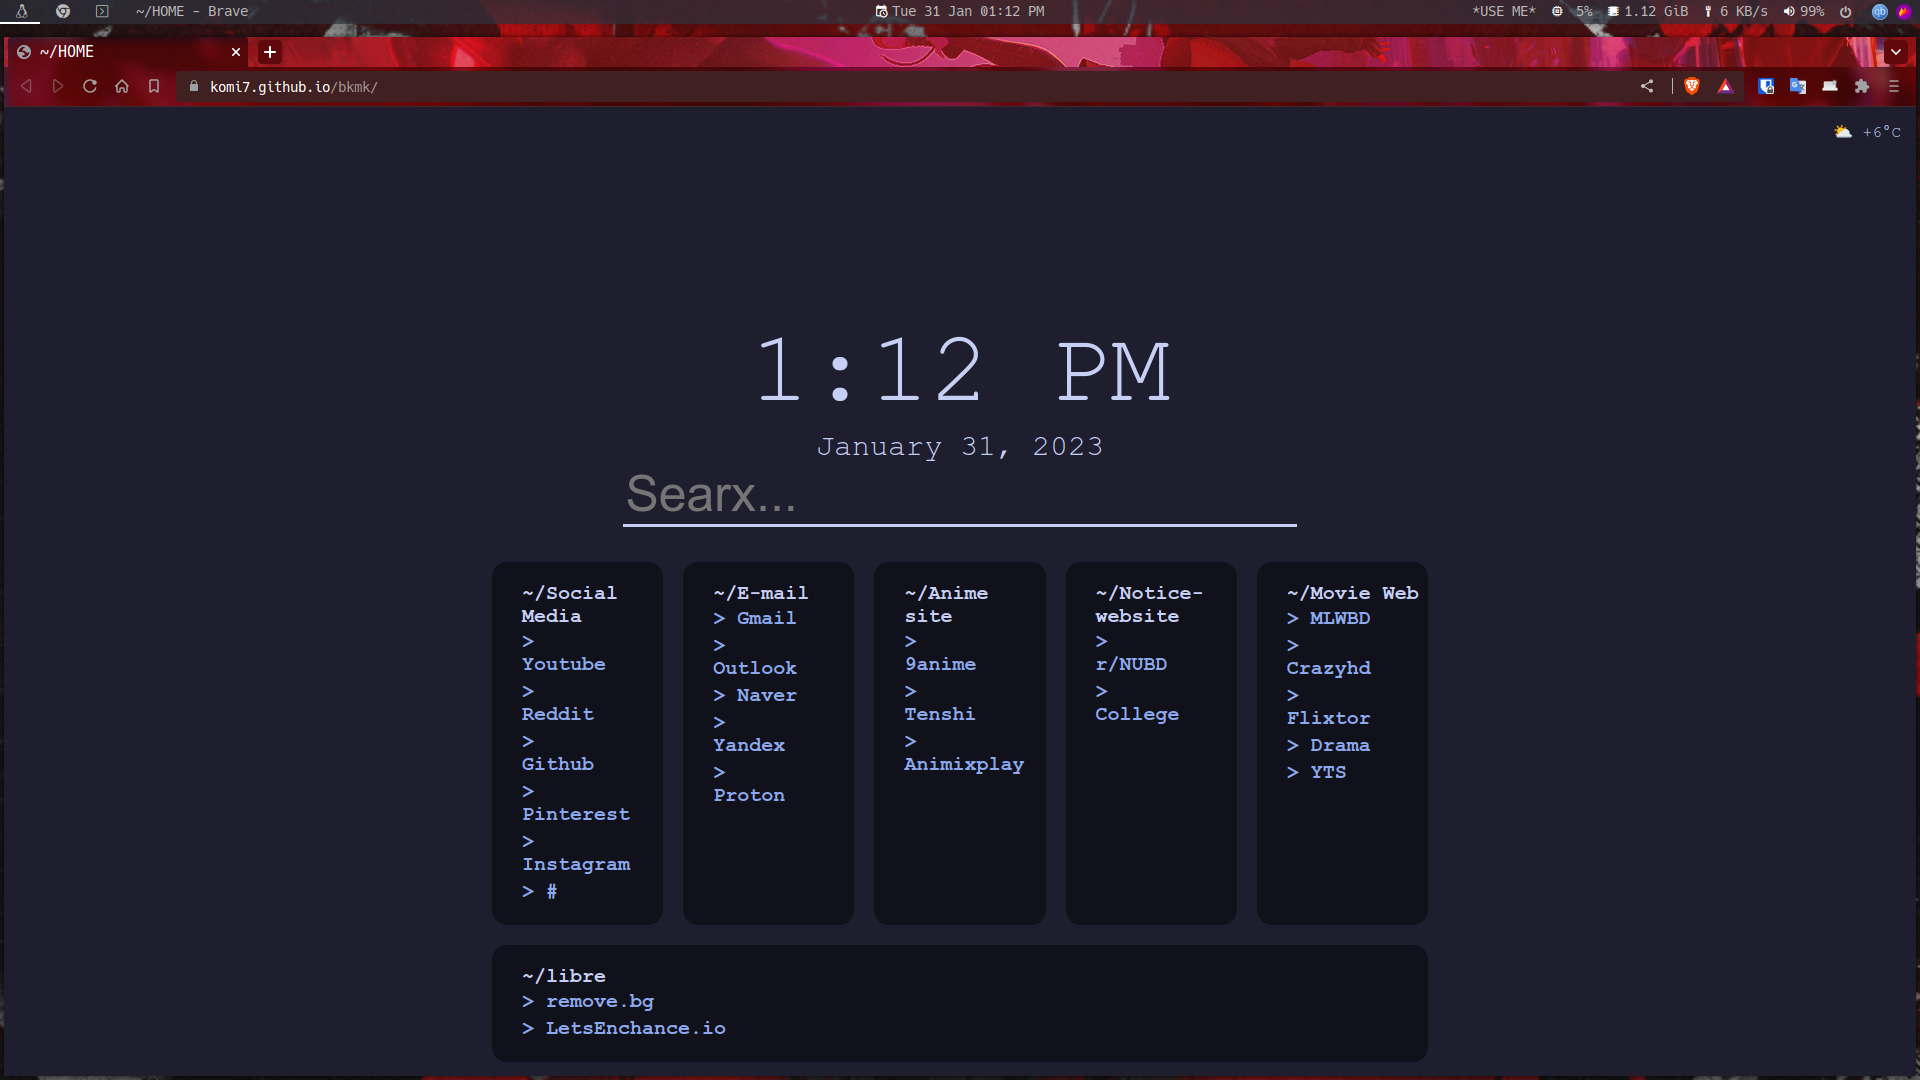 ~/HOME - Brave
Tue 31 Jan 01:12 PM
*USE ME* 5% 1.12 GiB 6 KB/s 99%
~/HOME
komi7.github.io/bkmk/
+6°C
1:12 PM
January 31, 2023
Searx...
~/Social
Media
>
Youtube
>
Reddit
>
Github
>
Pinterest
>
Instagram
> #
~/E-mail
> Gmail
>
Outlook
> Naver
>
Yandex
>
Proton
~/Anime
site
>
9anime
>
Tenshi
>
Animixplay
~/Notice-
website
>
r/NUBD
>
College
~/Movie Web
> MLWBD
>
Crazyhd
>
Flixtor
> Drama
> YTS
~/libre
> remove.bg
> LetsEnchance.io